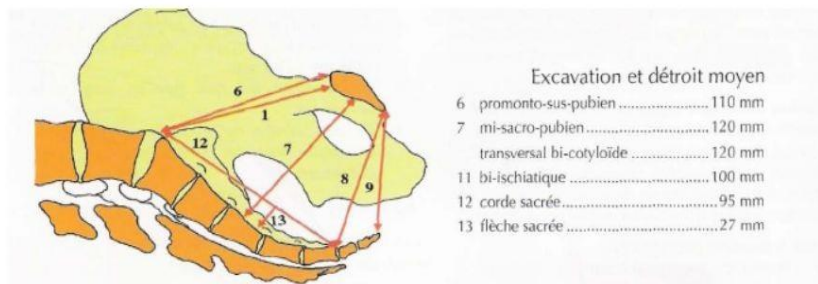 6
1
12
7
8
9
13
Excavation et détroit moyen
6 promonto-sus-pubien ..................... 110 mm
7 mi-sacro-pubien ............................ 120 mm
transversal bi-cotyloïde .................. 120 mm
11 bi-ischiatique ................................ 100 mm
12 corde sacrée .................................. 95 mm
13 flèche sacrée .................................. 27 mm